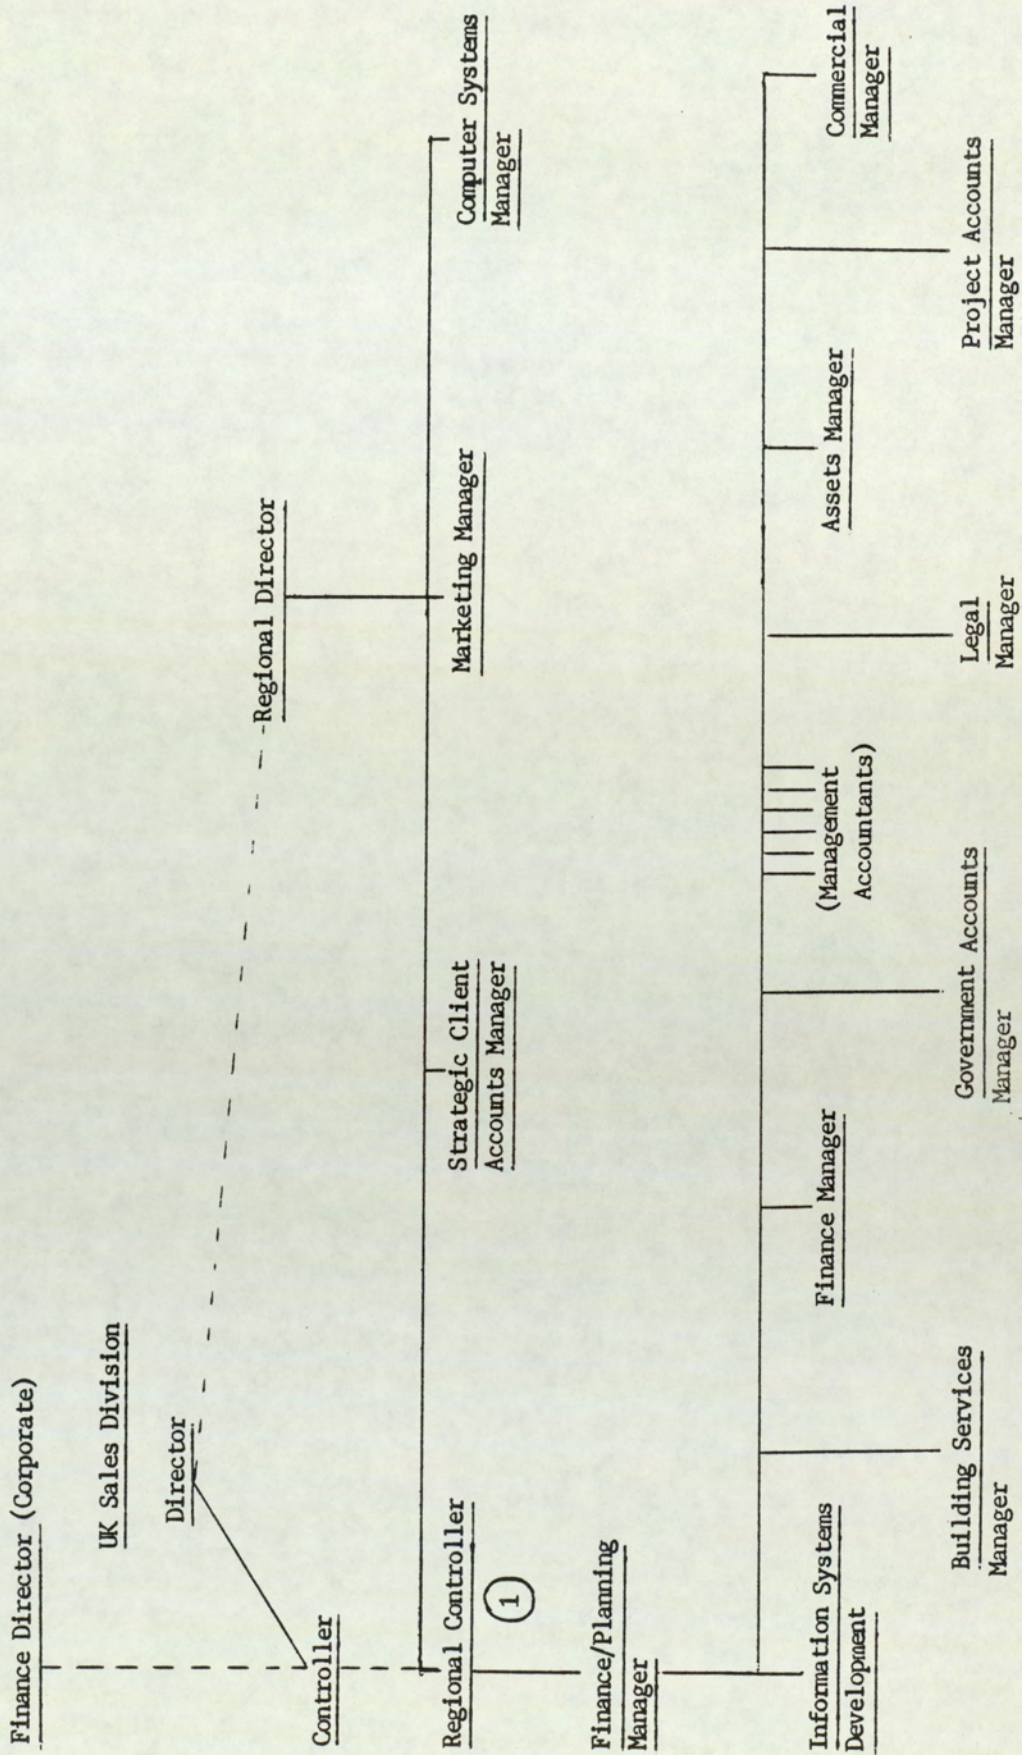 Finance Director (Corporate)
UK Sales Division
Director
Regional Director
Controller
Regional Controller
Strategic Client
Accounts Manager
Marketing Manager
Computer Systems
Manager
1
Finance/Planning
Manager
Information Systems
Development
Finance Manager
(Management
Accountants)
Assets Manager
Commercial
Manager
Building Services
Manager
Government Accounts
Manager
Legal
Manager
Project Accounts
Manager